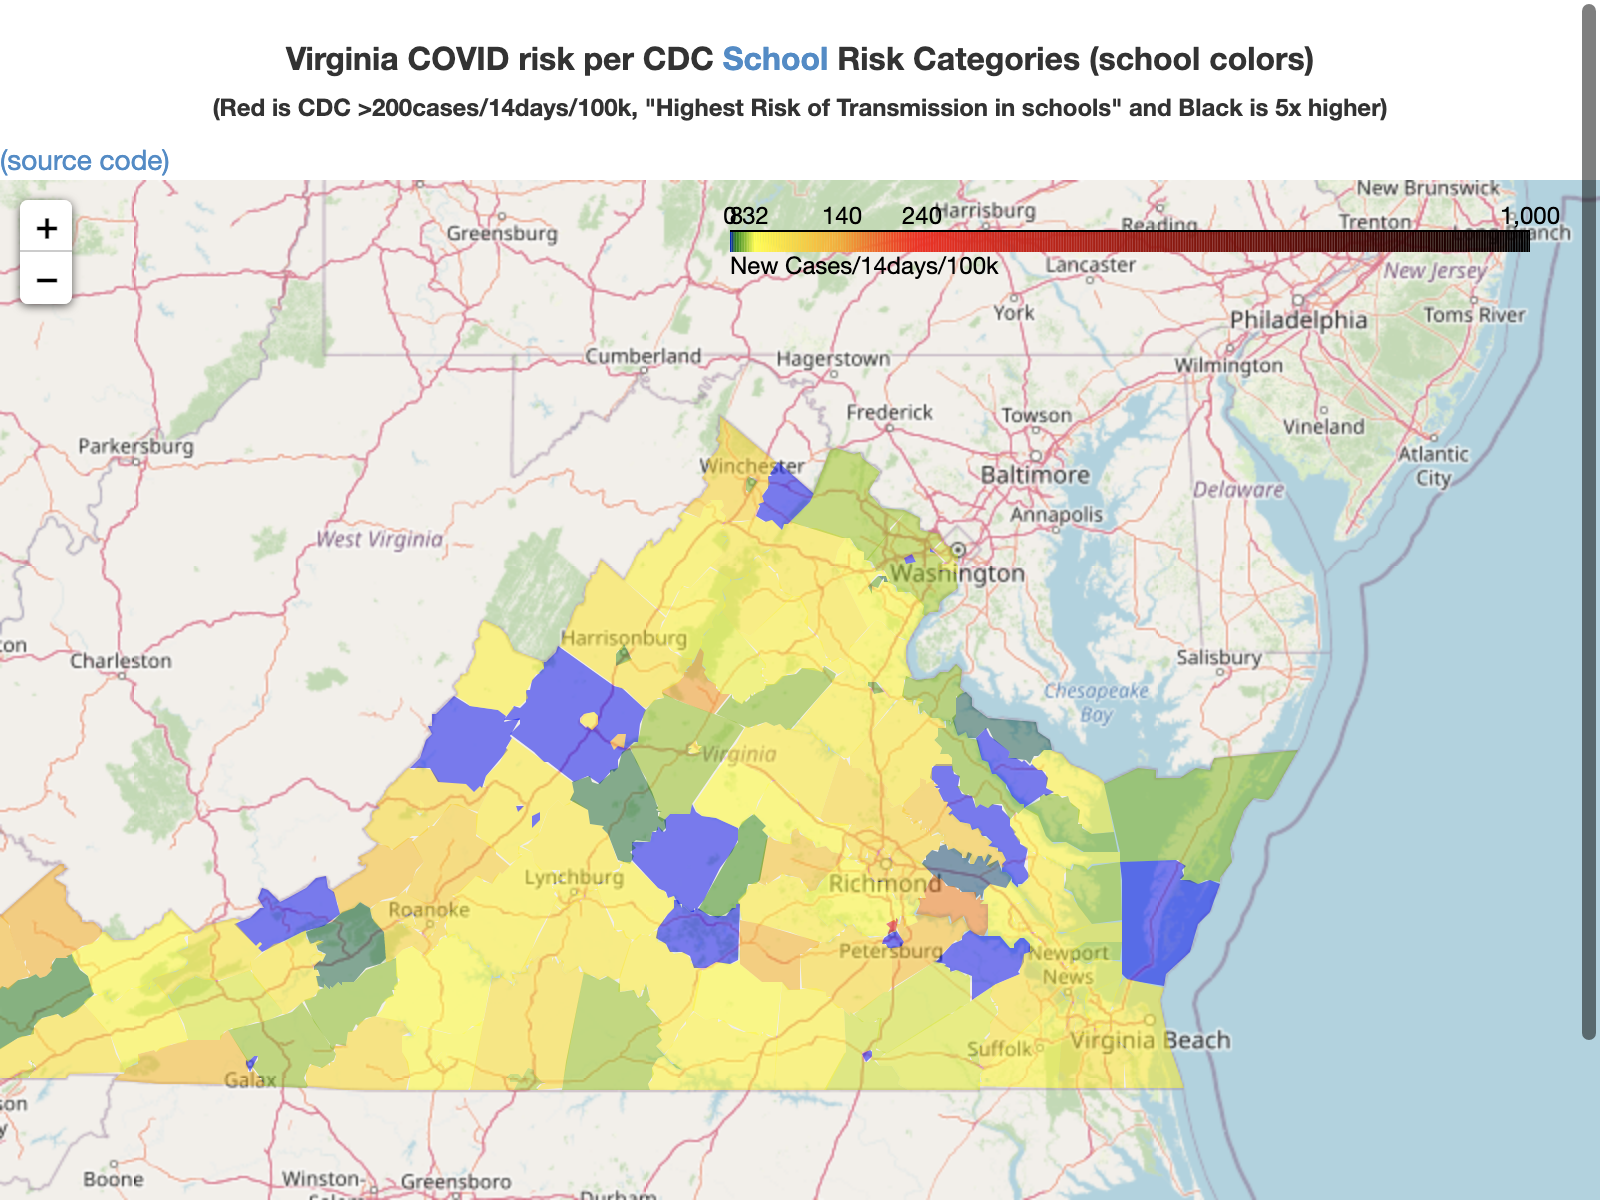 Virginia COVID risk per CDC School Risk Categories (school colors)
(Red is CDC >200cases/14days/100k, "Highest Risk of Transmission in schools" and Black is 5x higher)
(source code)
+
−
0 8 32 140 240 1,000
New Cases/14days/100k
New Brunswick
Harrisburg
Reading
Trenton
Greensburg
Lancaster
New Jersey
York
Philadelphia
Toms River
Cumberland
Hagerstown
Wilmington
Frederick
Towson
Vineland
Parkersburg
Winchester
Baltimore
Atlantic
City
Delaware
Annapolis
West Virginia
Washington
Harrisonburg
Charleston
Salisbury
Chesapeake
Bay
Virginia
Lynchburg
Richmond
Roanoke
Petersburg
Newport
News
Suffolk
Virginia Beach
Galax
Boone
Winston-
Greensboro
Durham